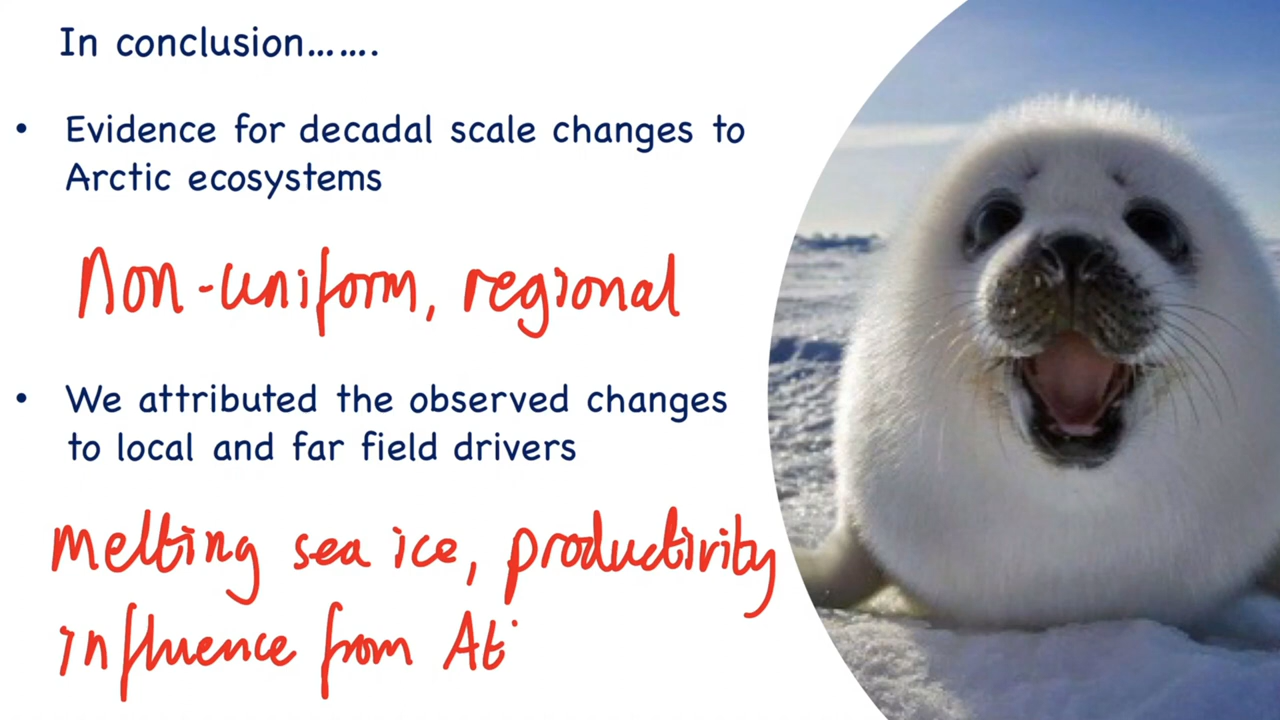 In conclusion…….
• Evidence for decadal scale changes to
Arctic ecosystems
Non-uniform, regional
• We attributed the observed changes
to local and far field drivers
Melting sea ice, productivity
influence from At